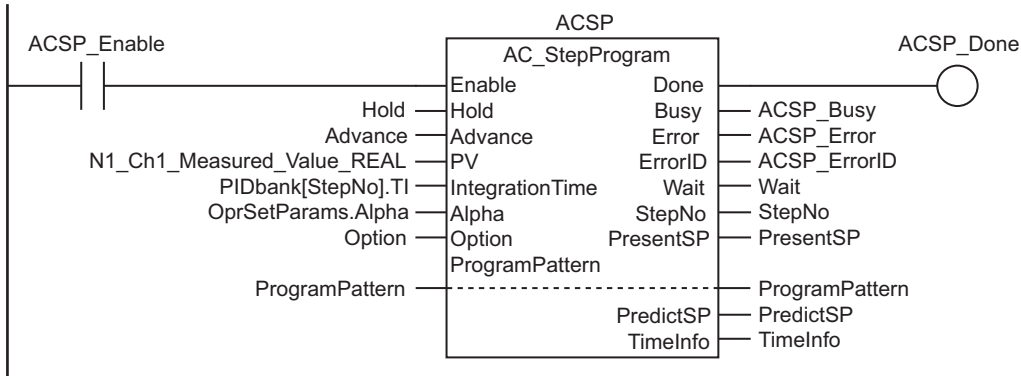 ACSP
ACSP_Enable
ACSP_Done
AC_StepProgram
Enable Done
Hold Hold Busy ACSP_Busy
Advance Advance Error ACSP_Error
N1_Ch1_Measured_Value_REAL PV ErrorID ACSP_ErrorID
PIDbank[StepNo].TI IntegrationTime Wait Wait
OprSetParams.Alpha Alpha StepNo StepNo
Option Option PresentSP PresentSP
ProgramPattern
ProgramPattern ProgramPattern
PredictSP PredictSP
TimeInfo TimeInfo